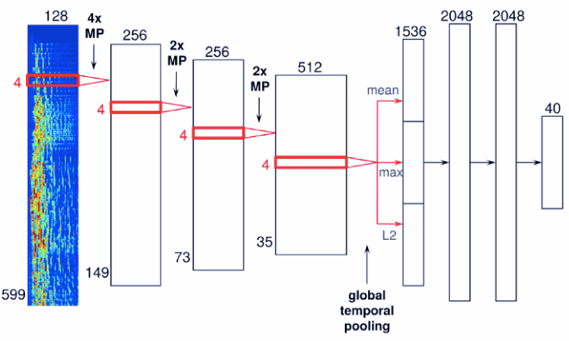 128
4x
MP
256
2x
MP
256
2x
MP
512
1536
2048
2048
40
4
4
4
4
mean
max
L2
599
149
73
35
global
temporal
pooling